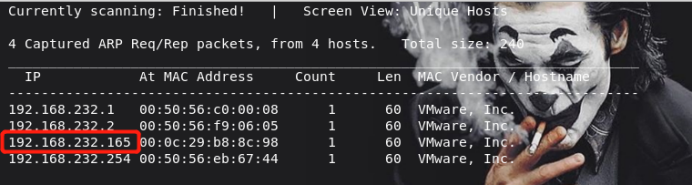 Currently scanning: Finished!   |   Screen View: Unique Hosts
4 Captured ARP Req/Rep packets, from 4 hosts.   Total size: 240
IP            At MAC Address     Count     Len  MAC Vendor / Hostname
192.168.232.1   00:50:56:c0:00:08      1      60  VMware, Inc.
192.168.232.2   00:50:56:f9:06:05      1      60  VMware, Inc.
192.168.232.165 00:0c:29:b8:8c:98      1      60  VMware, Inc.
192.168.232.254 00:50:56:eb:67:44      1      60  VMware, Inc.